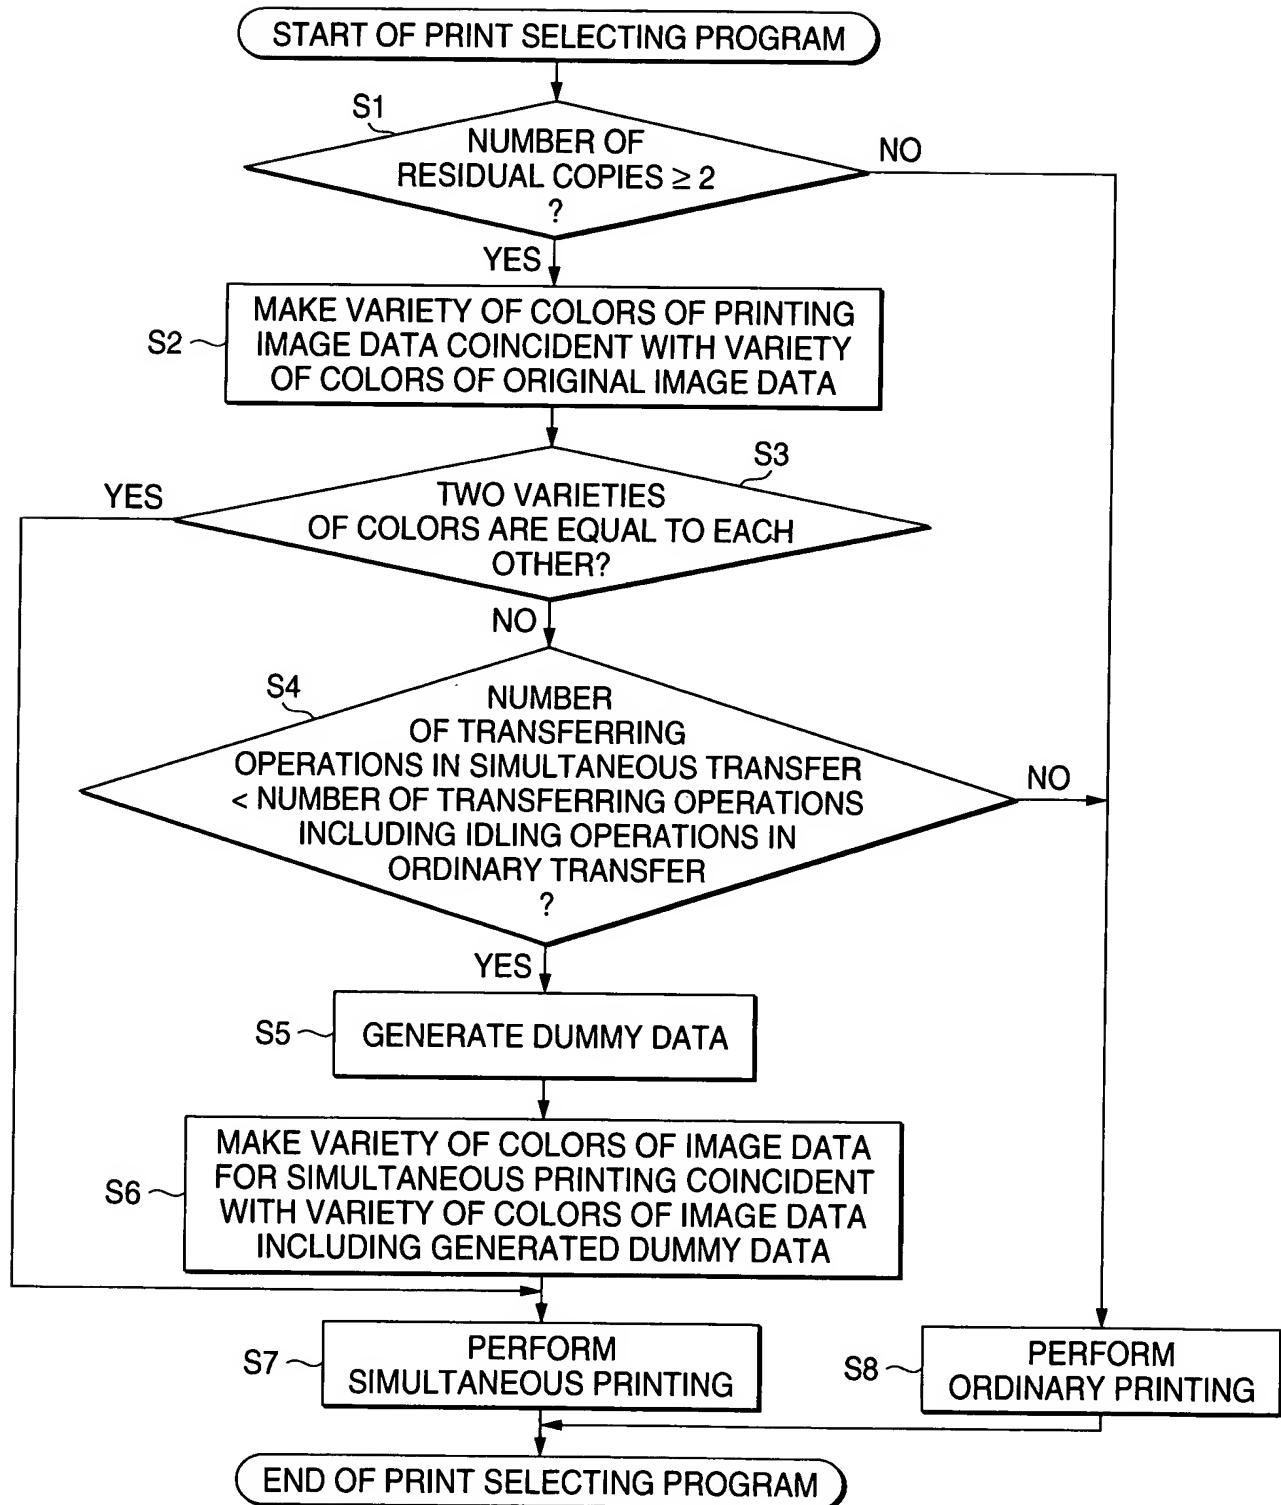 START OF PRINT SELECTING PROGRAM
S1
NUMBER OF
RESIDUAL COPIES ≥ 2
?
NO
YES
S2
MAKE VARIETY OF COLORS OF PRINTING
IMAGE DATA COINCIDENT WITH VARIETY
OF COLORS OF ORIGINAL IMAGE DATA
S3
YES
TWO VARIETIES
OF COLORS ARE EQUAL TO EACH
OTHER?
NO
S4
NUMBER
OF TRANSFERRING
OPERATIONS IN SIMULTANEOUS TRANSFER
< NUMBER OF TRANSFERRING OPERATIONS
INCLUDING IDLING OPERATIONS IN
ORDINARY TRANSFER
?
NO
YES
S5
GENERATE DUMMY DATA
S6
MAKE VARIETY OF COLORS OF IMAGE DATA
FOR SIMULTANEOUS PRINTING COINCIDENT
WITH VARIETY OF COLORS OF IMAGE DATA
INCLUDING GENERATED DUMMY DATA
S7
PERFORM
SIMULTANEOUS PRINTING
S8
PERFORM
ORDINARY PRINTING
END OF PRINT SELECTING PROGRAM